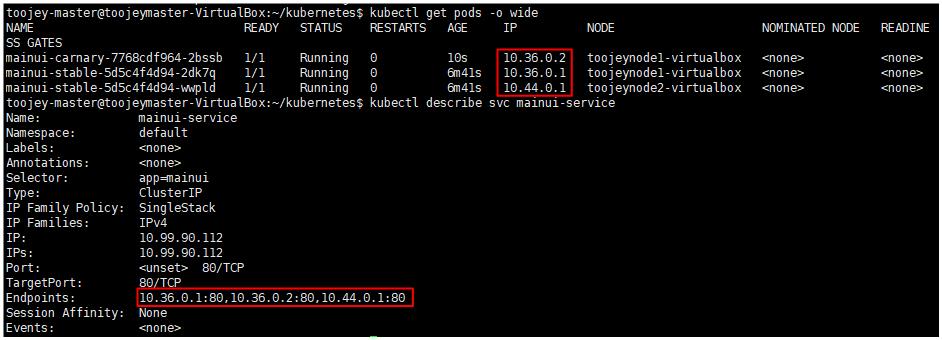 toojey-master@toojeymaster-VirtualBox:~/kubernetes$ kubectl get pods -o wide
NAME READY STATUS RESTARTS AGE IP NODE NOMINATED NODE READINE
SS GATES
mainui-carnary-7768cdf964-2bssb 1/1 Running 0 10s 10.36.0.2 toojeynode1-virtualbox <none> <none>
mainui-stable-5d5c4f4d94-2dk7q 1/1 Running 0 6m41s 10.36.0.1 toojeynode1-virtualbox <none> <none>
mainui-stable-5d5c4f4d94-wwpld 1/1 Running 0 6m41s 10.44.0.1 toojeynode2-virtualbox <none> <none>
toojey-master@toojeymaster-VirtualBox:~/kubernetes$ kubectl describe svc mainui-service
Name: mainui-service
Namespace: default
Labels: <none>
Annotations: <none>
Selector: app=mainui
Type: ClusterIP
IP Family Policy: SingleStack
IP Families: IPv4
IP: 10.99.90.112
IPs: 10.99.90.112
Port: <unset> 80/TCP
TargetPort: 80/TCP
Endpoints: 10.36.0.1:80,10.36.0.2:80,10.44.0.1:80
Session Affinity: None
Events: <none>